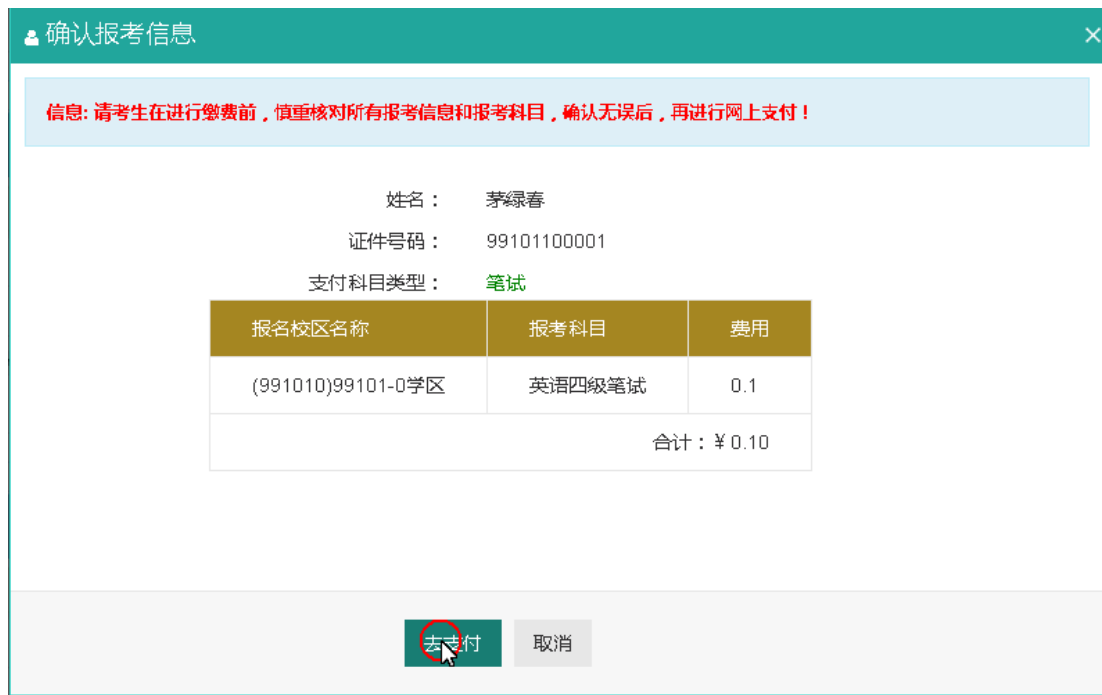 确认报考信息
信息: 请考生在进行缴费前，慎重核对所有报考信息和报考科目，确认无误后，再进行网上支付！
姓名： 茅绿春
证件号码： 99101100001
支付科目类型： 笔试
报名校区名称 报考科目 费用
(991010)99101-0学区 英语四级笔试 0.1
合计：¥ 0.10
去支付 取消